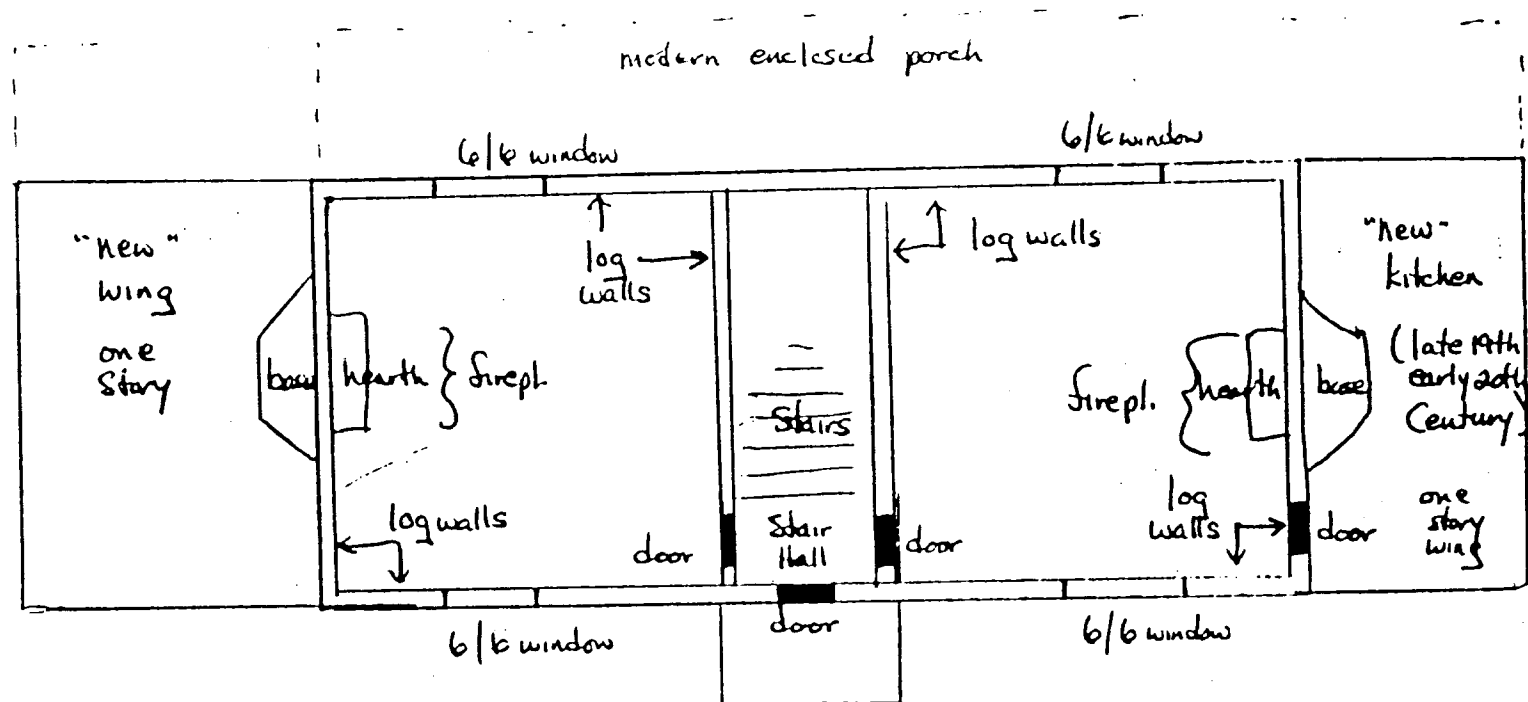 modern enclosed porch
6/6 window
6/6 window
"new"
wing
one
story
log
walls
log walls
"new"
kitchen
(late 19th
early 20th
Century)
base
hearth
firepl.
Stairs
firepl.
hearth
base
log walls
door
Stair
Hall
door
log
walls
door
one
story
wing
6/6 window
door
6/6 window